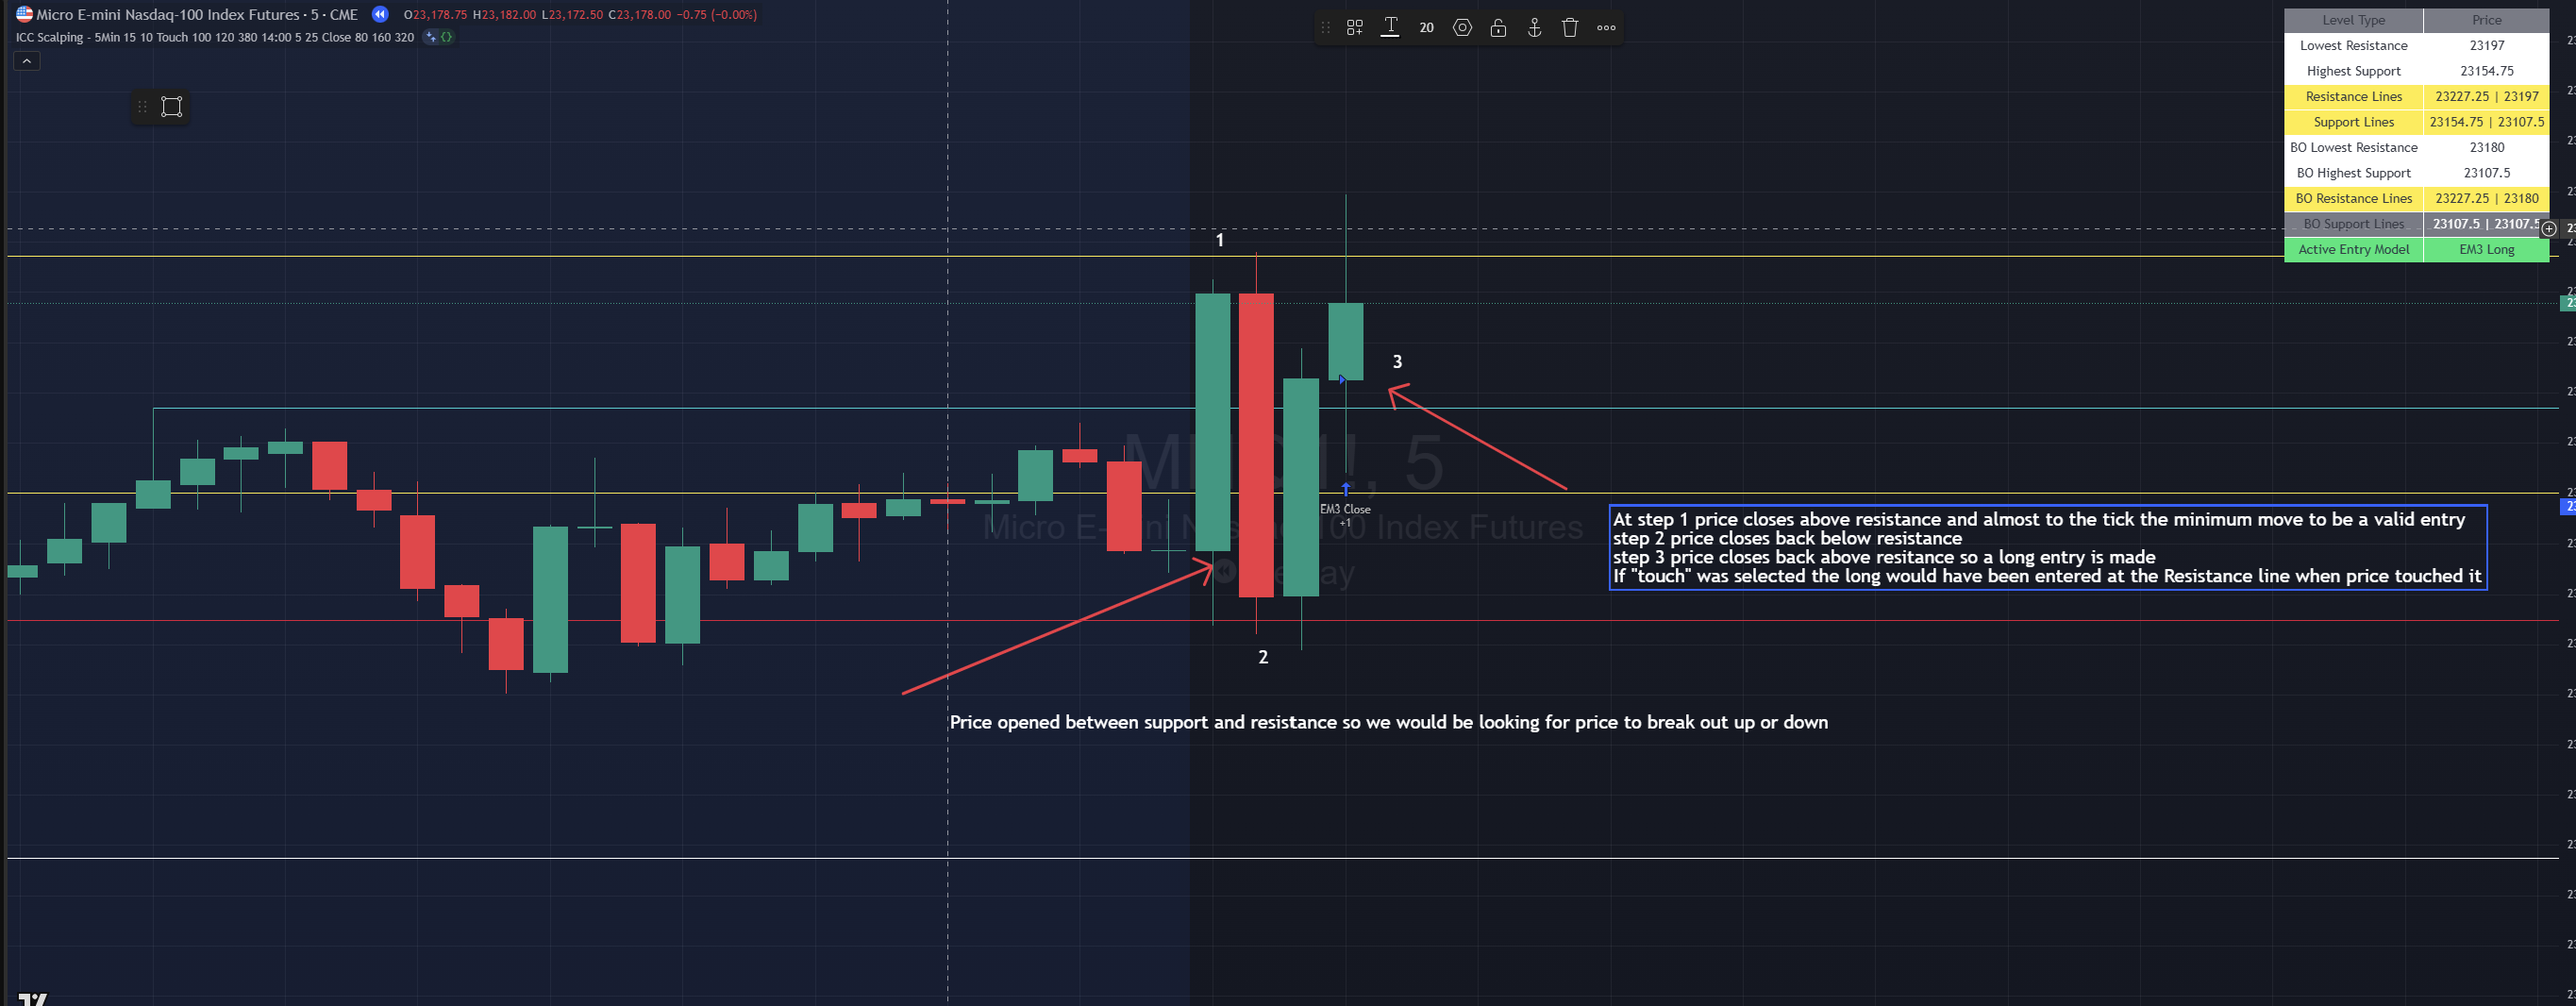 Micro E-mini Nasdaq-100 Index Futures · 5 · CME O23,178.75 H23,182.00 L23,172.50 C23,178.00 −0.75 (−0.00%)
ICC Scalping - 5Min 15 10 Touch 100 120 380 14:00 5 25 Close 80 160 320
20
Level Type Price
Lowest Resistance 23197
Highest Support 23154.75
Resistance Lines 23227.25 | 23197
Support Lines 23154.75 | 23107.5
BO Lowest Resistance 23180
BO Highest Support 23107.5
BO Resistance Lines 23227.25 | 23180
BO Support Lines 23107.5 | 23107.5
Active Entry Model EM3 Long
1
3
EM3 Close
+1
At step 1 price closes above resistance and almost to the tick the minimum move to be a valid entry
step 2 price closes back below resistance
step 3 price closes back above resitance so a long entry is made
If "touch" was selected the long would have been entered at the Resistance line when price touched it
2
Price opened between support and resistance so we would be looking for price to break out up or down